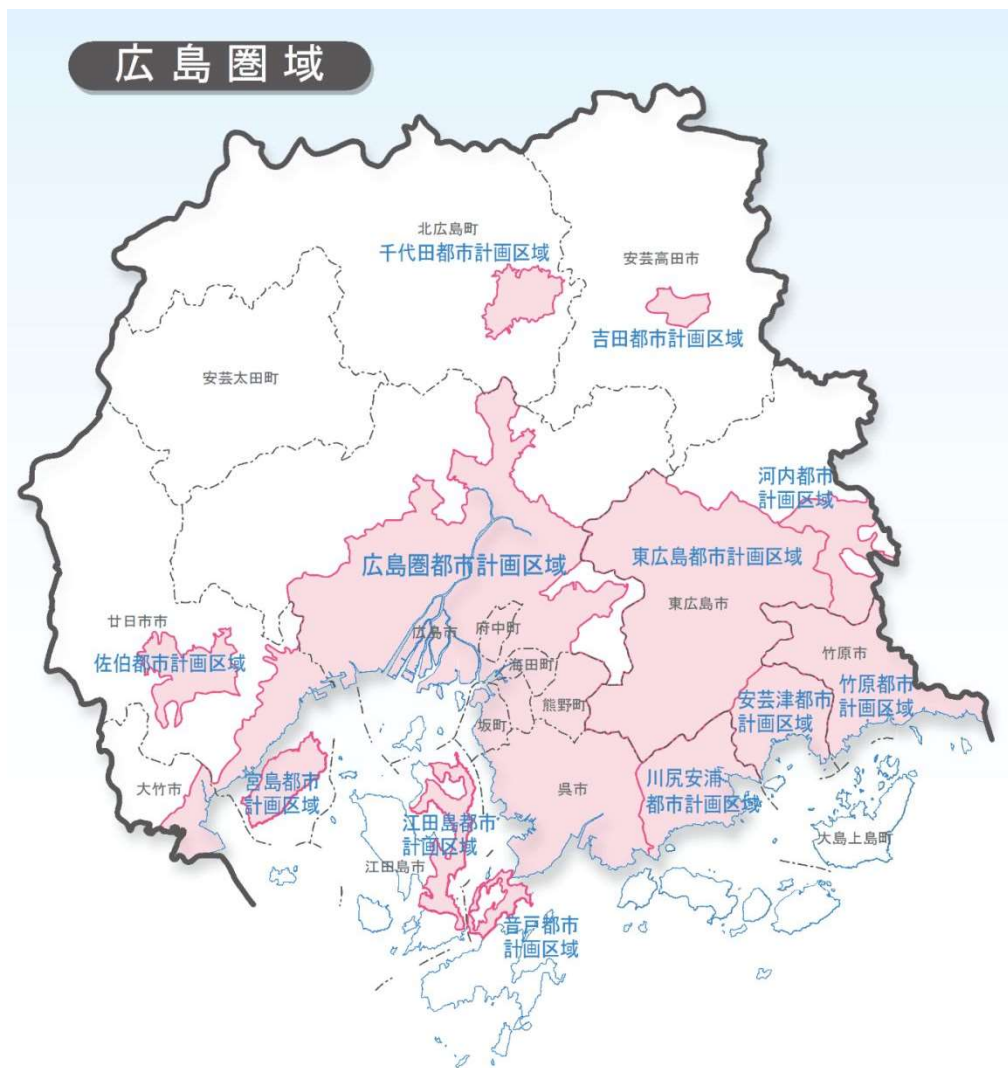 広島圏域
北広島町
千代田都市計画区域
安芸高田市
吉田都市計画区域
安芸太田町
河内都市
計画区域
広島圏都市計画区域
東広島都市計画区域
東広島市
廿日市市
佐伯都市計画区域
広島市
府中町
海田町
熊野町
坂町
竹原市
安芸津都市
計画区域
竹原都市
計画区域
大竹市
宮島都市
計画区域
呉市
川尻安浦
都市計画区域
江田島都市
計画区域
江田島市
大島上島町
音戸都市
計画区域